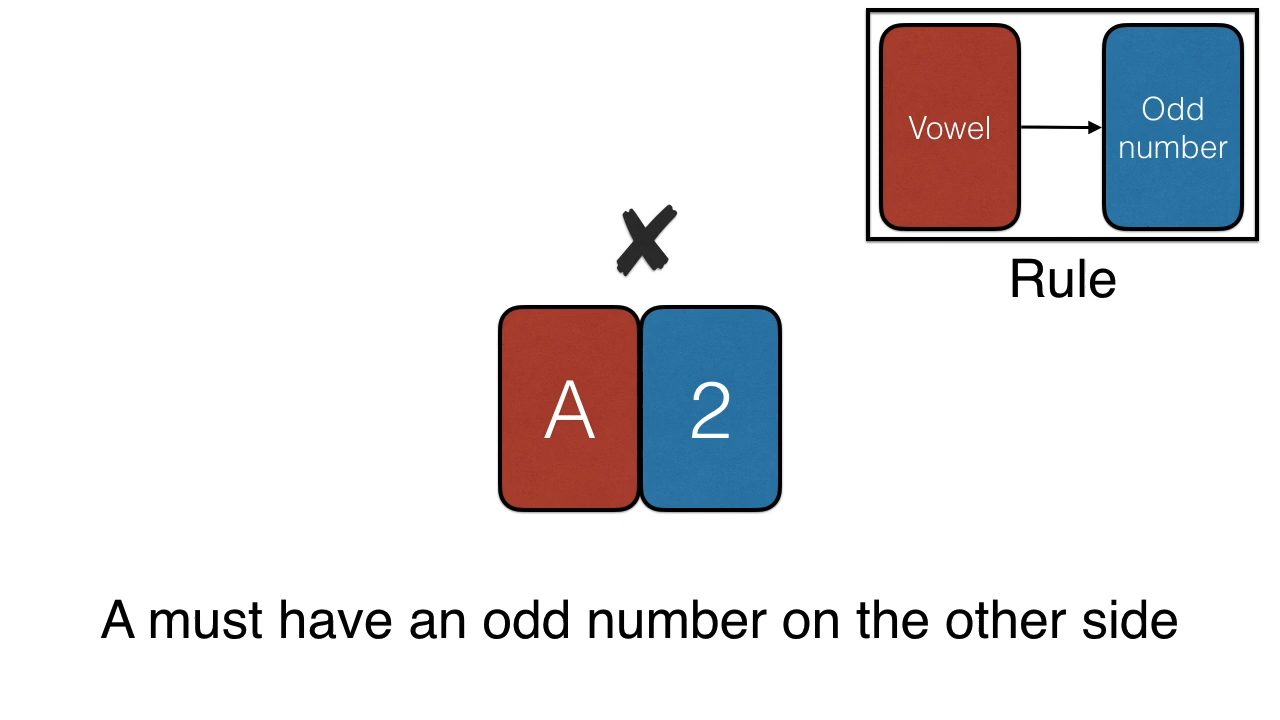 Vowel
Odd
number
Rule
A
2
A must have an odd number on the other side